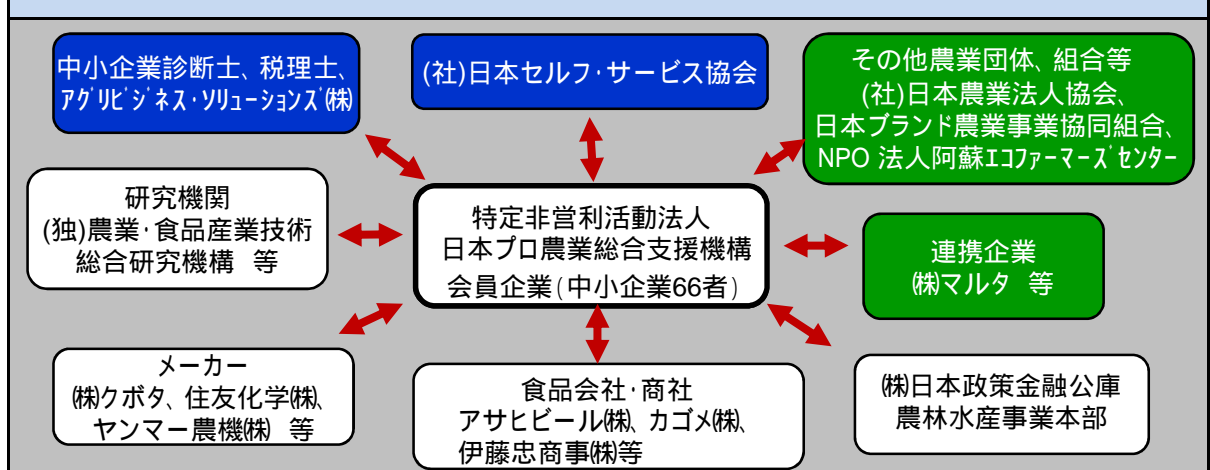 中小企業診断士、税理士、
ｱｸﾞﾘﾋﾞｼﾞﾈｽ・ｿﾘｭｰｼｮﾝｽﾞ㈱
(社)日本セルフ・サービス協会
その他農業団体、組合等
(社)日本農業法人協会、
日本ブランド農業事業協同組合、
NPO 法人阿蘇ｴｺﾌｧｰﾏｰｽﾞｾﾝﾀｰ
研究機関
(独)農業・食品産業技術
総合研究機構 等
特定非営利活動法人
日本プロ農業総合支援機構
会員企業(中小企業66者)
連携企業
㈱マルタ 等
メーカー
㈱クボタ、住友化学㈱、
ヤンマー農機㈱ 等
食品会社・商社
アサヒビール㈱、カゴメ㈱、
伊藤忠商事㈱等
㈱日本政策金融公庫
農林水産事業本部